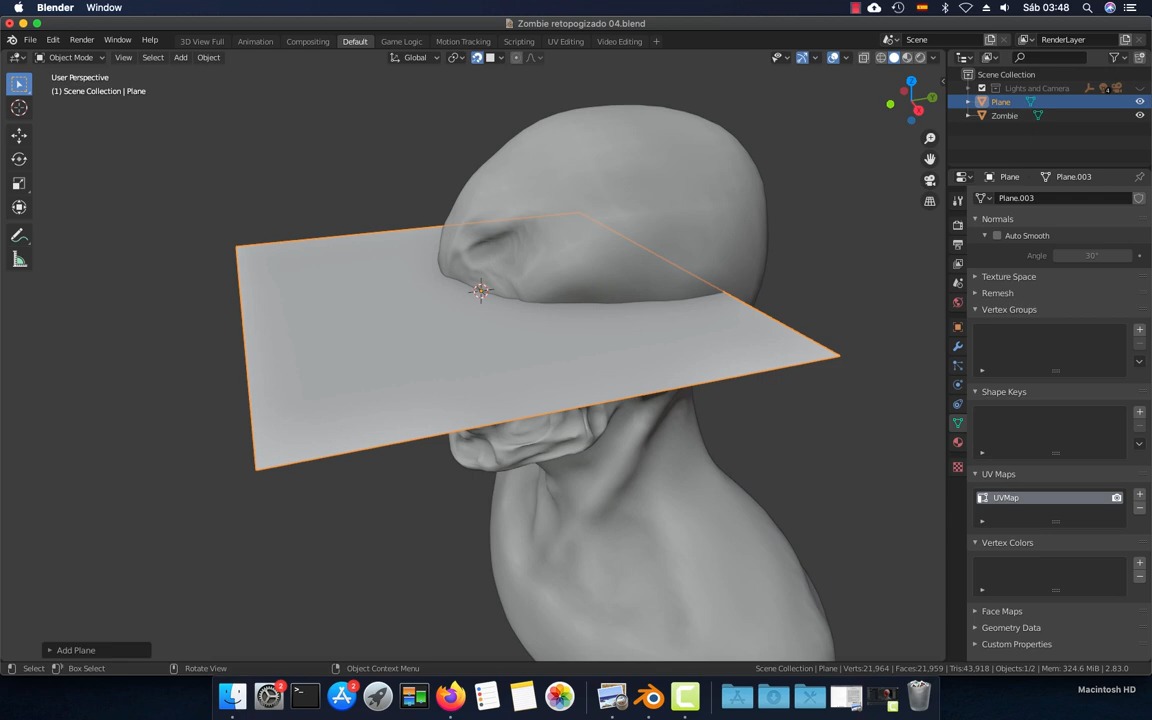 Blender Window
Sáb 03:48
Zombie retopogizado 04.blend
File Edit Render Window Help
3D View Full Animation Compositing Default Game Logic Motion Tracking Scripting UV Editing Video Editing +
Scene
RenderLayer
Object Mode View Select Add Object
Global
User Perspective
(1) Scene Collection | Plane
Z
Y
X
Scene Collection
Lights and Camera
4
Plane
Zombie
Plane
Plane.003
Plane.003
Normals
Auto Smooth
Angle 30°
Texture Space
Remesh
Vertex Groups
Shape Keys
UV Maps
UVMap
Vertex Colors
Face Maps
Geometry Data
Custom Properties
Add Plane
Select Box Select Rotate View Object Context Menu
Scene Collection | Plane | Verts:21,964 | Faces:21,959 | Tris:43,918 | Objects:1/2 | Mem: 324.6 MiB | 2.83.0
2
2
Macintosh HD